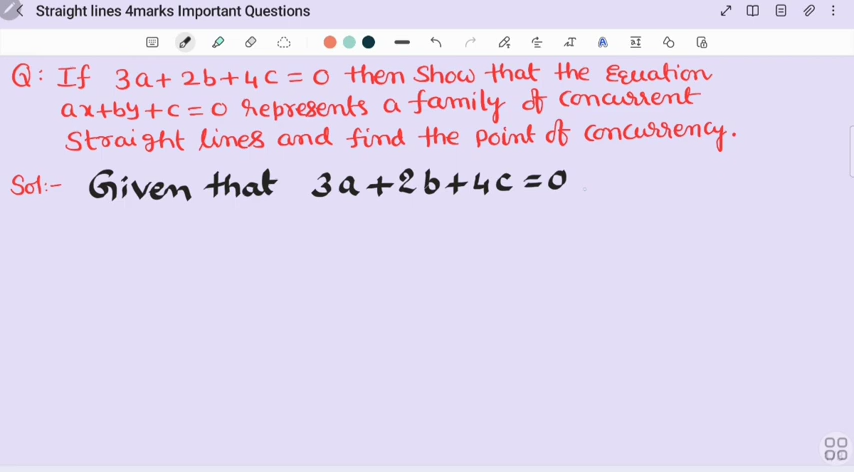 Straight lines 4marks Important Questions
Q: If 3a + 2b + 4c = 0 then Show that the Equation
ax+by+c=0 represents a family of concurrent
Straight lines and find the point of concurrency.
Sol:- Given that 3a+2b+4c=0